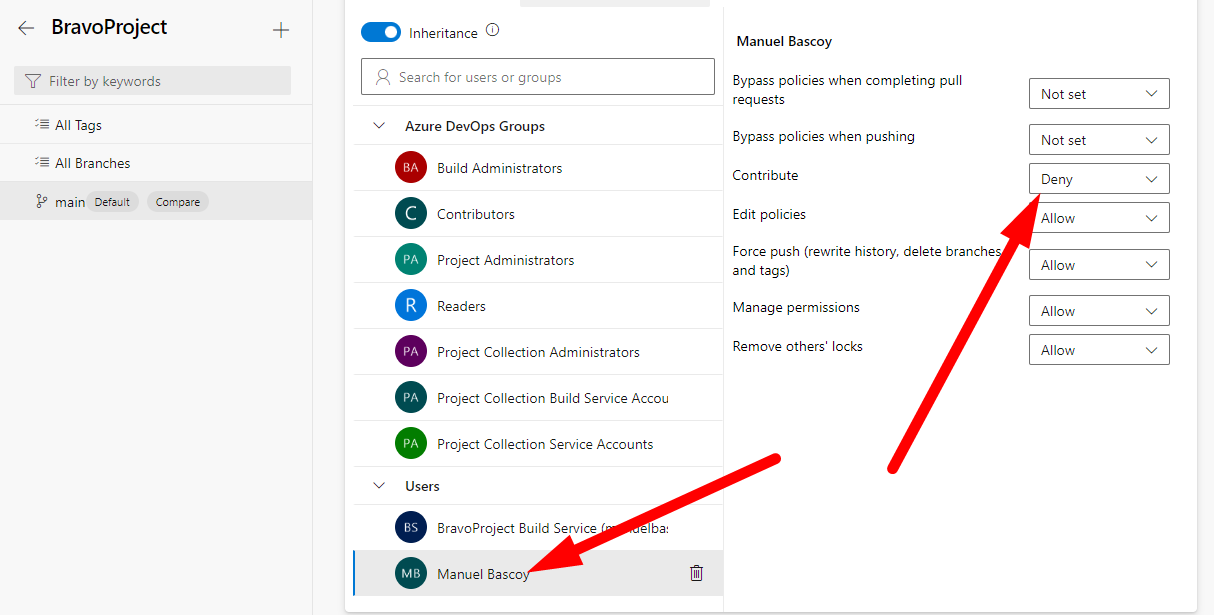 BravoProject
Filter by keywords
All Tags
All Branches
main Default Compare
Inheritance
Search for users or groups
Azure DevOps Groups
BA Build Administrators
C Contributors
PA Project Administrators
R Readers
PA Project Collection Administrators
PA Project Collection Build Service Accou
PA Project Collection Service Accounts
Users
BS BravoProject Build Service
MB Manuel Bascoy
Manuel Bascoy
Bypass policies when completing pull
requests
Not set
Bypass policies when pushing
Not set
Contribute
Deny
Edit policies
Allow
Force push (rewrite history, delete branches
and tags)
Allow
Manage permissions
Allow
Remove others' locks
Allow